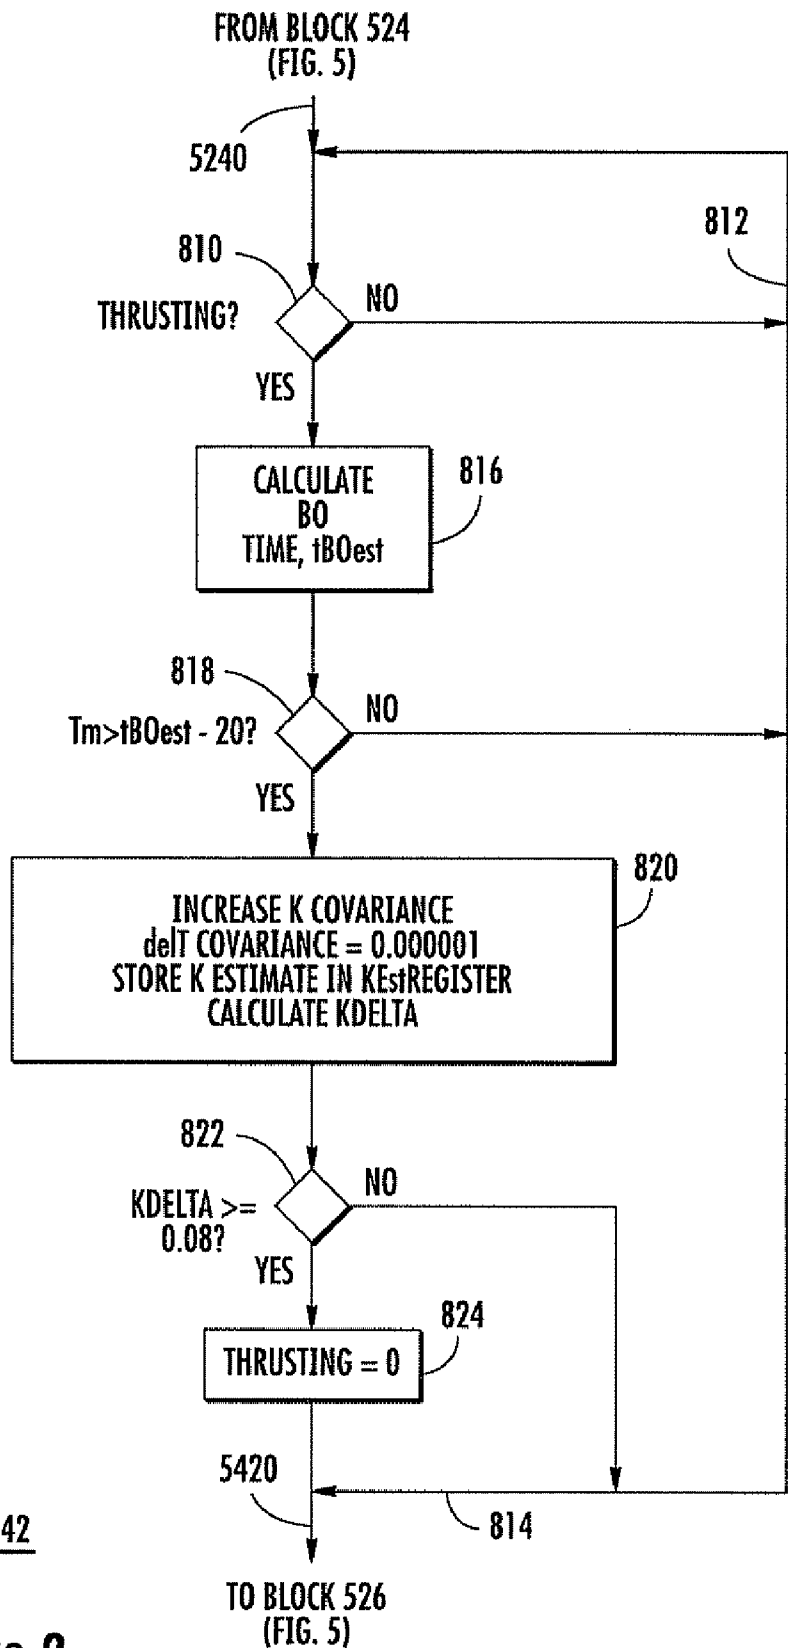 FROM BLOCK 524
(FIG. 5)
5240
812
810
THRUSTING?
NO
YES
CALCULATE
BO
TIME, tBOest
816
818
Tm>tBOest - 20?
NO
YES
820
INCREASE K COVARIANCE
delT COVARIANCE = 0.000001
STORE K ESTIMATE IN KEstREGISTER
CALCULATE KDELTA
822
KDELTA >=
0.08?
NO
YES
824
THRUSTING = 0
5420
814
42
TO BLOCK 526
(FIG. 5)